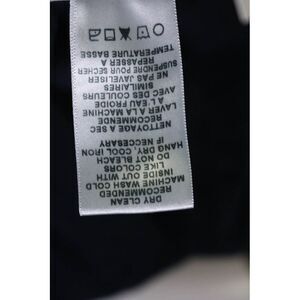 DRY CLEAN
RECOMMENDED
MACHINE WASH COLD
INSIDE OUT WITH
LIKE COLORS
DO NOT BLEACH
HANG DRY, COOL IRON
IF NECESSARY
NETTOYAGE A SEC
RECOMMENDE
LAVER A LA MACHINE
A L'EAU FROIDE
AVEC DES COULEURS
SIMILAIRES
NE PAS JAVELISER
SUSPENDRE POUR SECHER
REPASSER A
TEMPERATURE BASSE